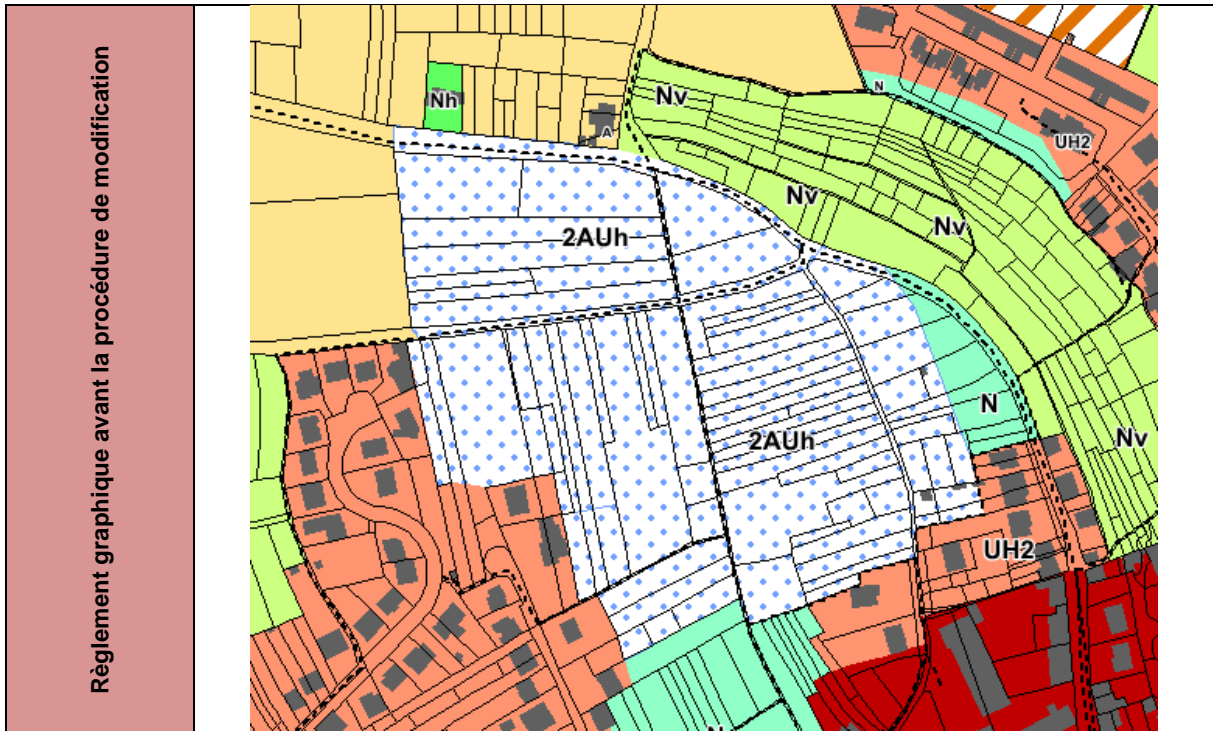 Règlement graphique avant la procédure de modification
Nh
A
Nv
N
UH2
Nv
Nv
2AUh
N
2AUh
Nv
UH2
N